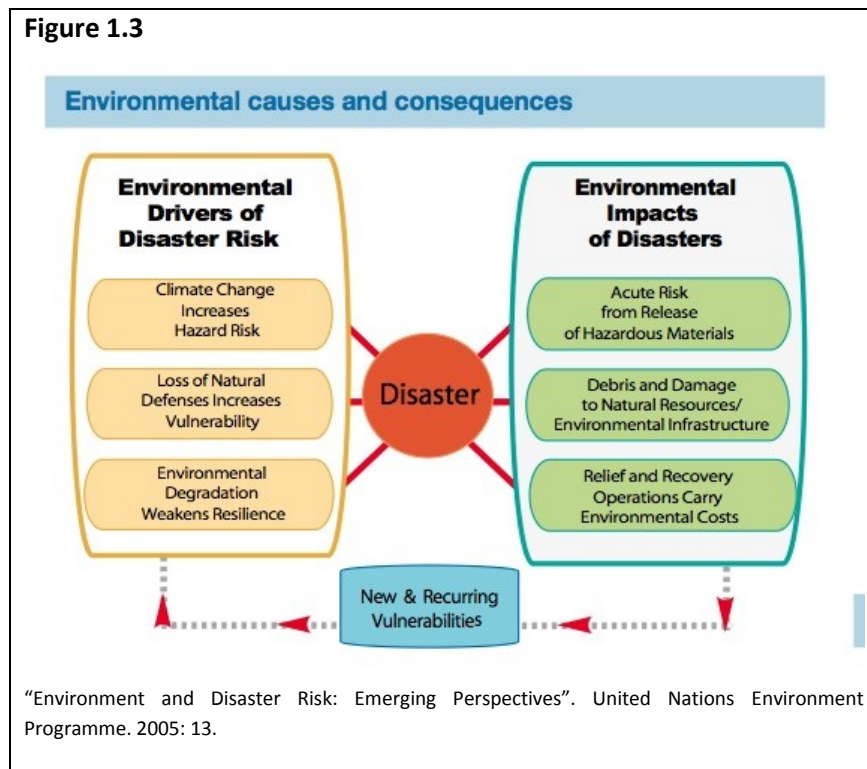 Figure 1.3
Environmental causes and consequences
Environmental
Drivers of
Disaster Risk
Climate Change
Increases
Hazard Risk
Loss of Natural
Defenses Increases
Vulnerability
Environmental
Degradation
Weakens Resilience
Disaster
Environmental
Impacts
of Disasters
Acute Risk
from Release
of Hazardous Materials
Debris and Damage
to Natural Resources/
Environmental Infrastructure
Relief and Recovery
Operations Carry
Environmental Costs
New & Recurring
Vulnerabilities
“Environment and Disaster Risk: Emerging Perspectives”. United Nations Environment
Programme. 2005: 13.